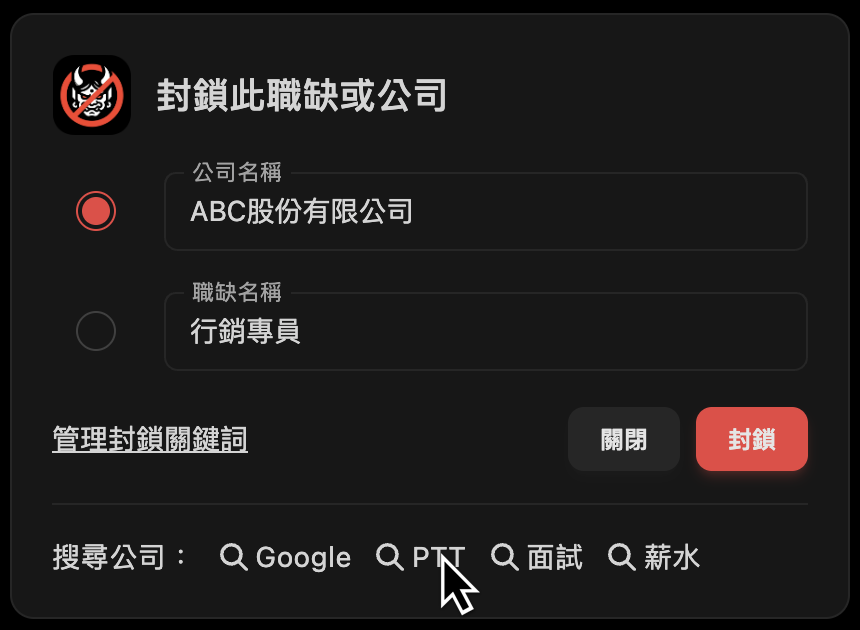 封鎖此職缺或公司
公司名稱
ABC股份有限公司
職缺名稱
行銷專員
管理封鎖關鍵詞 關閉 封鎖
搜尋公司： Google PTT 面試 薪水